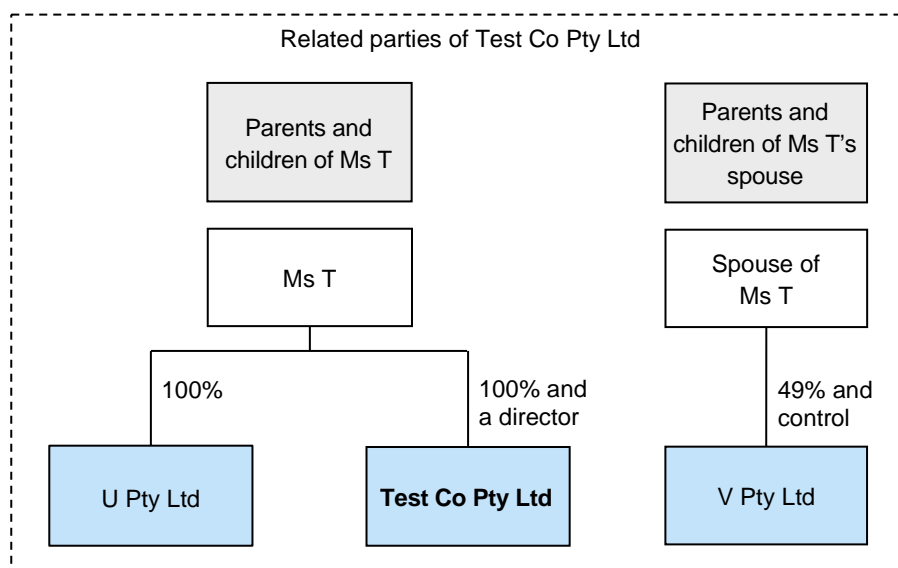 Related parties of Test Co Pty Ltd
Parents and
children of Ms T
Parents and
children of Ms T’s
spouse
Ms T
Spouse of
Ms T
100%
100% and
a director
49% and
control
U Pty Ltd
Test Co Pty Ltd
V Pty Ltd